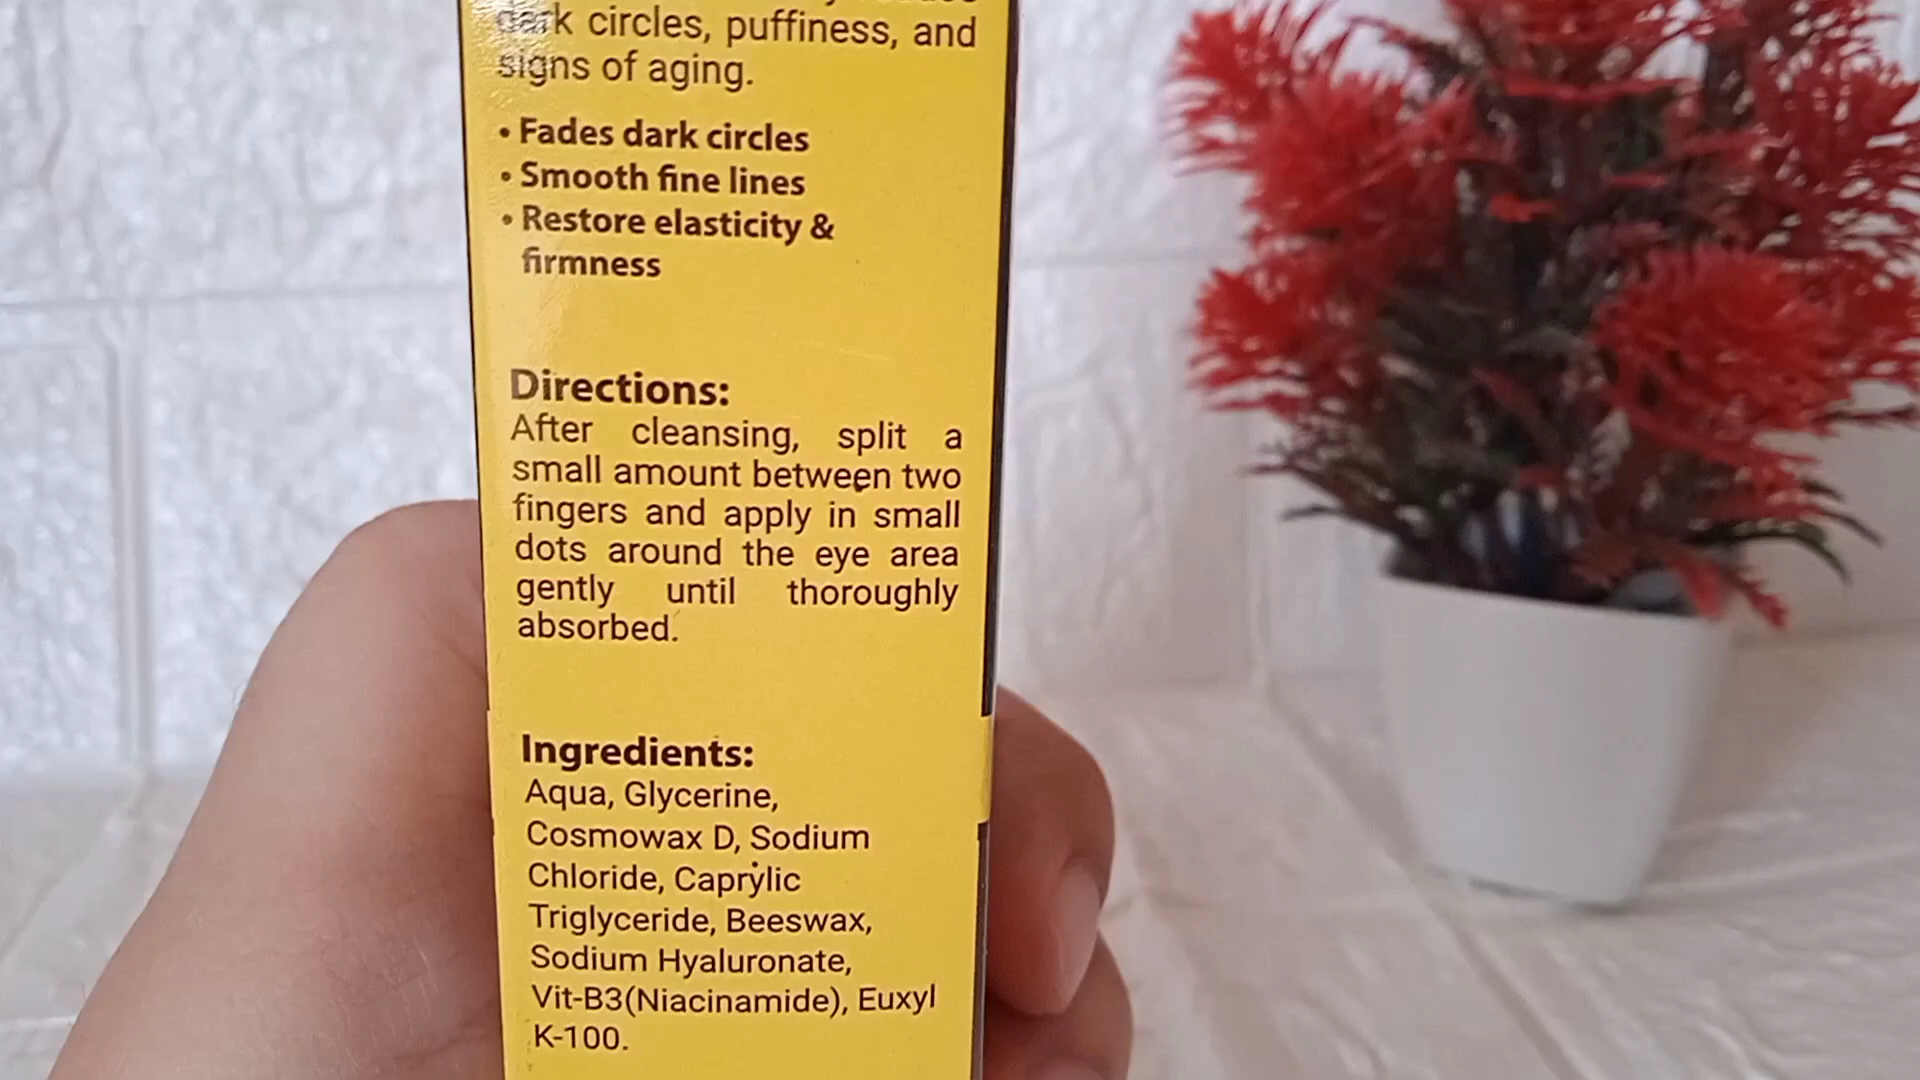 dark circles, puffiness, and
signs of aging.
• Fades dark circles
• Smooth fine lines
• Restore elasticity &
firmness
Directions:
After cleansing, split a
small amount between two
fingers and apply in small
dots around the eye area
gently until thoroughly
absorbed.
Ingredients:
Aqua, Glycerine,
Cosmowax D, Sodium
Chloride, Caprylic
Triglyceride, Beeswax,
Sodium Hyaluronate,
Vit-B3(Niacinamide), Euxyl
K-100.